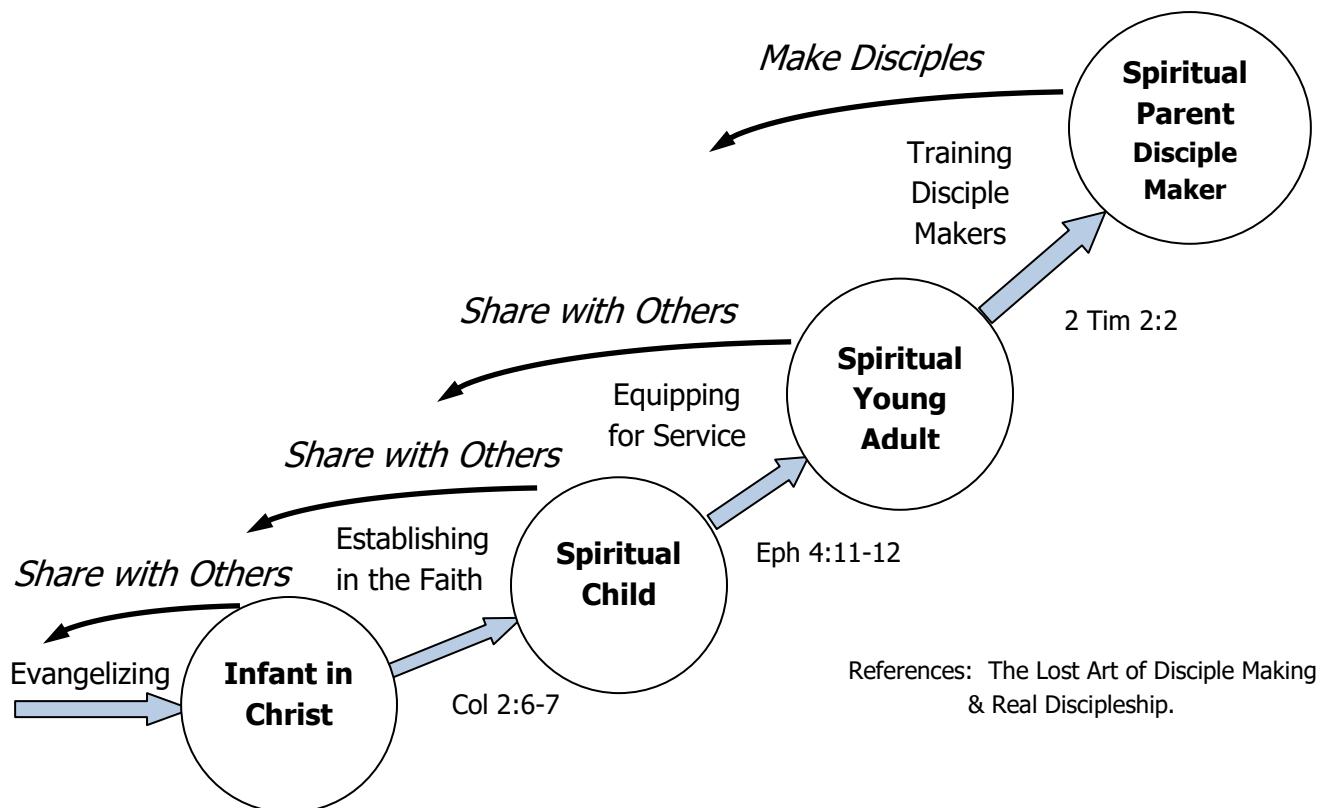 Make Disciples
Spiritual
Parent
Disciple
Maker
Training
Disciple
Makers
2 Tim 2:2
Share with Others
Spiritual
Young
Adult
Equipping
for Service
Eph 4:11-12
Share with Others
Spiritual
Child
Establishing
in the Faith
Col 2:6-7
Share with Others
Infant in
Christ
Evangelizing
References: The Lost Art of Disciple Making
& Real Discipleship.